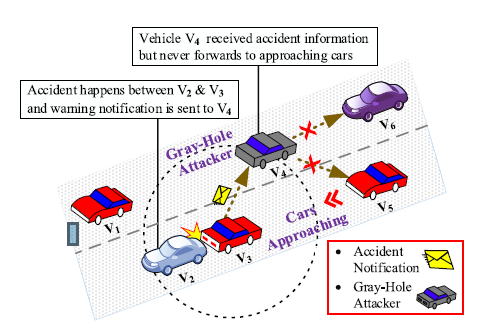 Vehicle V4 received accident information
but never forwards to approaching cars
Accident happens between V2 & V3
and warning notification is sent to V4
Gray-Hole
Attacker
V6
V4
V5
V1
Cars
Approaching
V3
V2
• Accident
Notification
• Gray-Hole
Attacker